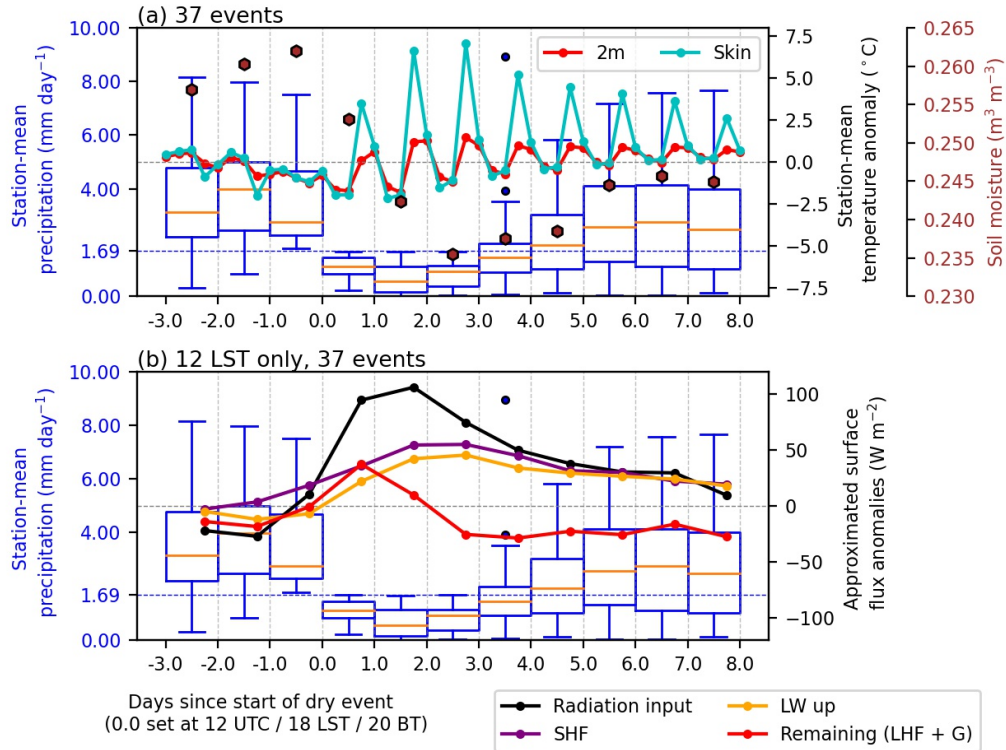 (a) 37 events
10.00
8.00
6.00
4.00
1.69
0.00
Station-mean
precipitation (mm day⁻¹)
2m
Skin
7.5
5.0
2.5
0.0
−2.5
−5.0
−7.5
Station-mean
temperature anomaly (°C)
0.265
0.260
0.255
0.250
0.245
0.240
0.235
0.230
Soil moisture (m³ m⁻³)
-3.0 -2.0 -1.0 0.0 1.0 2.0 3.0 4.0 5.0 6.0 7.0 8.0
(b) 12 LST only, 37 events
10.00
8.00
6.00
4.00
1.69
0.00
Station-mean
precipitation (mm day⁻¹)
100
50
0
−50
−100
Approximated surface
flux anomalies (W m⁻²)
-3.0 -2.0 -1.0 0.0 1.0 2.0 3.0 4.0 5.0 6.0 7.0 8.0
Days since start of dry event
(0.0 set at 12 UTC / 18 LST / 20 BT)
Radiation input
SHF
LW up
Remaining (LHF + G)